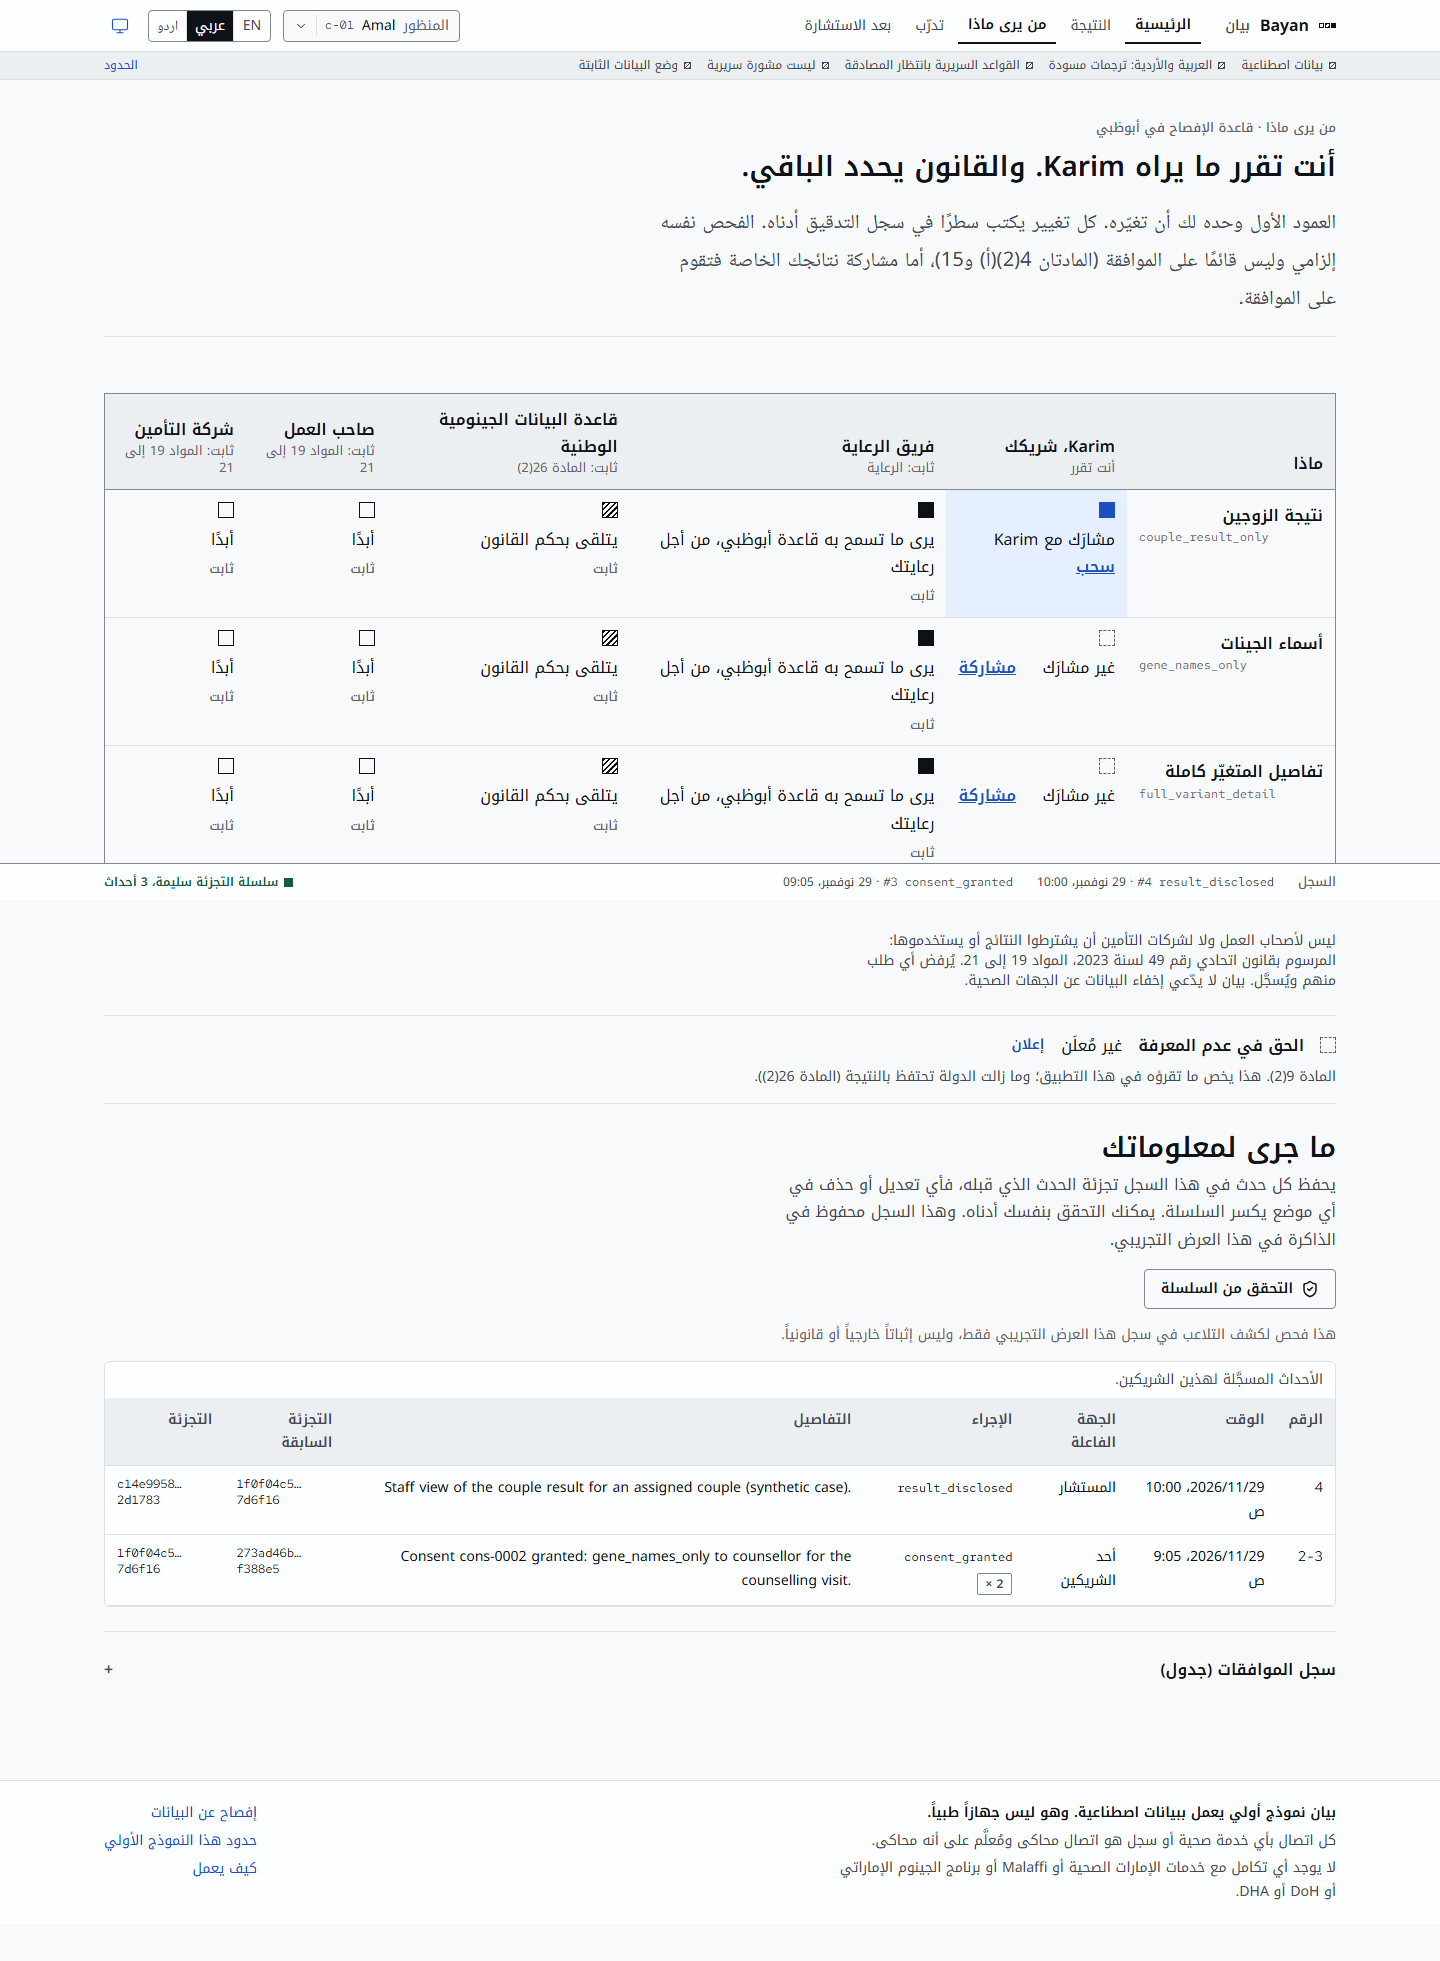 Bayan بيان
الرئيسية
النتيجة
من يرى ماذا
تدرّب
بعد الاستشارة
المنظور Amal c-01
EN
عربي
اردو
بيانات اصطناعية
العربية والأردية: ترجمات مسودة
القواعد السريرية بانتظار المصادقة
ليست مشورة سريرية
وضع البيانات الثابتة
الحدود
من يرى ماذا · قاعدة الإفصاح في أبوظبي
أنت تقرر ما يراه Karim. والقانون يحدد الباقي.
العمود الأول وحده لك أن تغيّره. كل تغيير يكتب سطرًا في سجل التدقيق أدناه. الفحص نفسه
إلزامي وليس قائمًا على الموافقة (المادتان 4(2)(أ) و15)، أما مشاركة نتائجك الخاصة فتقوم
على الموافقة.
ماذا
Karim، شريكك
أنت تقرر
فريق الرعاية
ثابت: الرعاية
قاعدة البيانات الجينومية
الوطنية
ثابت: المادة 26(2)
صاحب العمل
ثابت: المواد 19 إلى
21
شركة التأمين
ثابت: المواد 19 إلى
21
نتيجة الزوجين
couple_result_only
مشارَك مع Karim
سحب
يرى ما تسمح به قاعدة أبوظبي، من أجل
رعايتك
ثابت
يتلقى بحكم القانون
ثابت
أبدًا
ثابت
أبدًا
ثابت
أسماء الجينات
gene_names_only
غير مشارَك مشاركة
يرى ما تسمح به قاعدة أبوظبي، من أجل
رعايتك
ثابت
يتلقى بحكم القانون
ثابت
أبدًا
ثابت
أبدًا
ثابت
تفاصيل المتغيّر كاملة
full_variant_detail
غير مشارَك مشاركة
يرى ما تسمح به قاعدة أبوظبي، من أجل
رعايتك
ثابت
يتلقى بحكم القانون
ثابت
أبدًا
ثابت
أبدًا
ثابت
السجل
result_disclosed #4 · 29 نوفمبر، 10:00
consent_granted #3 · 29 نوفمبر، 09:05
سلسلة التجزئة سليمة، 3 أحداث
ليس لأصحاب العمل ولا لشركات التأمين أن يشترطوا النتائج أو يستخدموها:
المرسوم بقانون اتحادي رقم 49 لسنة 2023، المواد 19 إلى 21. يُرفض أي طلب
منهم ويُسجَّل. بيان لا يدّعي إخفاء البيانات عن الجهات الصحية.
الحق في عدم المعرفة غير مُعلَن إعلان
المادة 9(2). هذا يخص ما تقرؤه في هذا التطبيق؛ وما زالت الدولة تحتفظ بالنتيجة (المادة 26(2)).
ما جرى لمعلوماتك
يحفظ كل حدث في هذا السجل تجزئة الحدث الذي قبله، فأي تعديل أو حذف في
أي موضع يكسر السلسلة. يمكنك التحقق بنفسك أدناه. وهذا السجل محفوظ في
الذاكرة في هذا العرض التجريبي.
التحقق من السلسلة
هذا فحص لكشف التلاعب في سجل هذا العرض التجريبي فقط، وليس إثباتاً خارجياً أو قانونياً.
الأحداث المسجَّلة لهذين الشريكين.
الرقم
الوقت
الجهة
الفاعلة
الإجراء
التفاصيل
التجزئة
السابقة
التجزئة
4
2026/11/29، 10:00
ص
المستشار
result_disclosed
Staff view of the couple result for an assigned couple (synthetic case).
1f0f04c5…
7d6f16
c14e9958…
2d1783
2-3
2026/11/29، 9:05
ص
أحد
الشريكين
consent_granted
× 2
Consent cons-0002 granted: gene_names_only to counsellor for the
counselling visit.
273ad46b…
f388e5
1f0f04c5…
7d6f16
سجل الموافقات (جدول)
+
بيان نموذج أولي يعمل ببيانات اصطناعية. وهو ليس جهازاً طبياً.
كل اتصال بأي خدمة صحية أو سجل هو اتصال محاكى ومُعلَّم على أنه محاكى.
لا يوجد أي تكامل مع خدمات الإمارات الصحية أو Malaffi أو برنامج الجينوم الإماراتي
أو DoH أو DHA.
إفصاح عن البيانات
حدود هذا النموذج الأولي
كيف يعمل